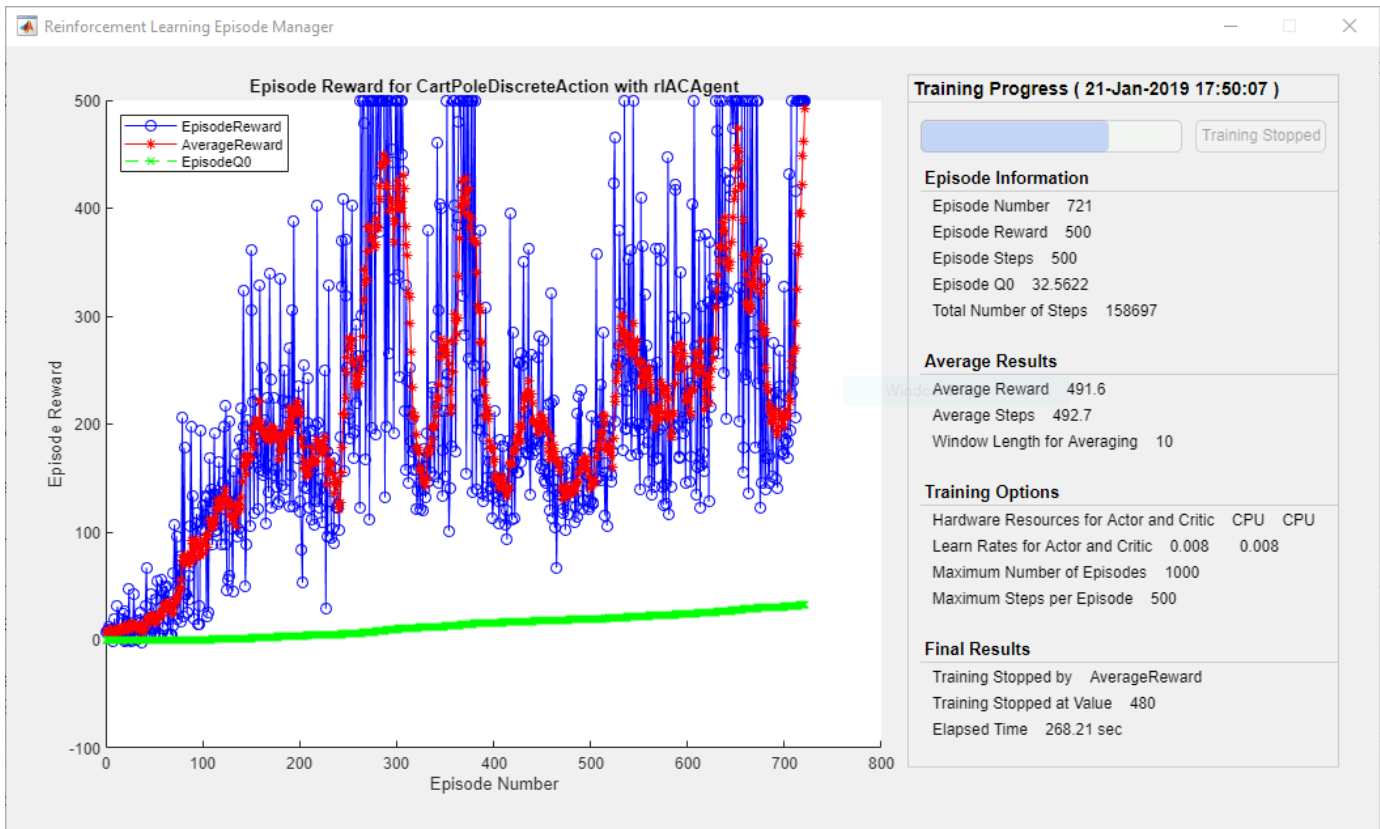 Reinforcement Learning Episode Manager
Episode Reward for CartPoleDiscreteAction with rlACAgent
EpisodeReward
AverageReward
EpisodeQ0
Episode Reward
500
400
300
200
100
0
-100
0 100 200 300 400 500 600 700 800
Episode Number
Training Progress ( 21-Jan-2019 17:50:07 )
Training Stopped
Episode Information
Episode Number 721
Episode Reward 500
Episode Steps 500
Episode Q0 32.5622
Total Number of Steps 158697
Average Results
Average Reward 491.6
Average Steps 492.7
Window Length for Averaging 10
Training Options
Hardware Resources for Actor and Critic CPU CPU
Learn Rates for Actor and Critic 0.008 0.008
Maximum Number of Episodes 1000
Maximum Steps per Episode 500
Final Results
Training Stopped by AverageReward
Training Stopped at Value 480
Elapsed Time 268.21 sec